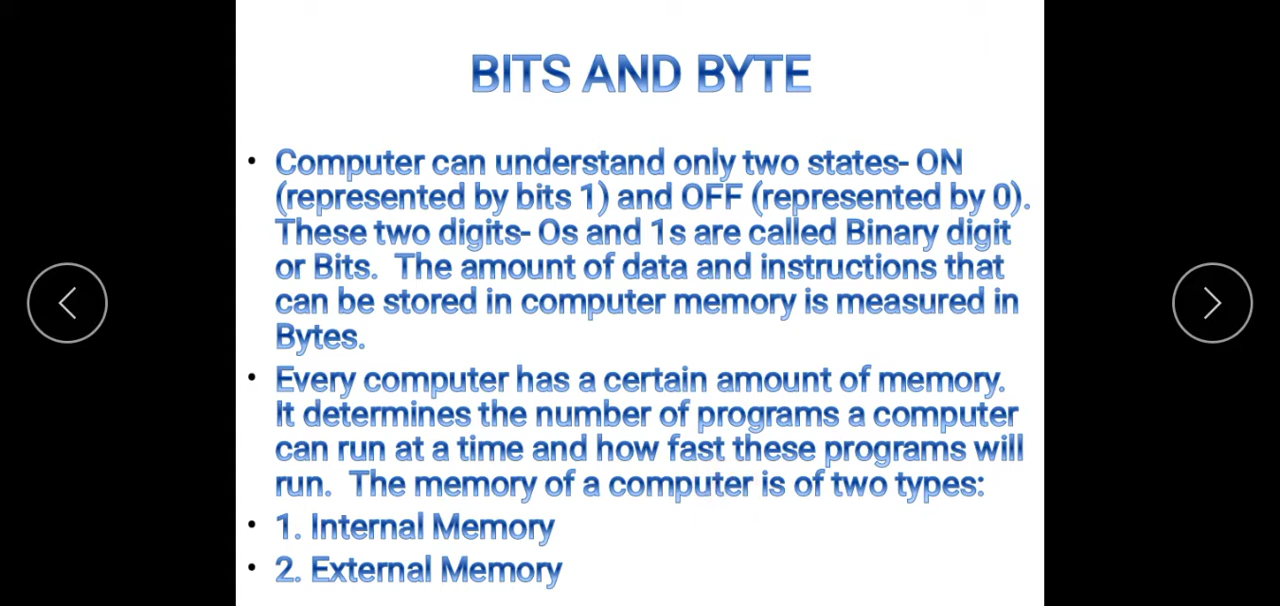 BITS AND BYTE
• Computer can understand only two states- ON
(represented by bits 1) and OFF (represented by 0).
These two digits- Os and 1s are called Binary digit
or Bits.  The amount of data and instructions that
can be stored in computer memory is measured in
Bytes.
• Every computer has a certain amount of memory.
It determines the number of programs a computer
can run at a time and how fast these programs will
run.  The memory of a computer is of two types:
• 1. Internal Memory
• 2. External Memory